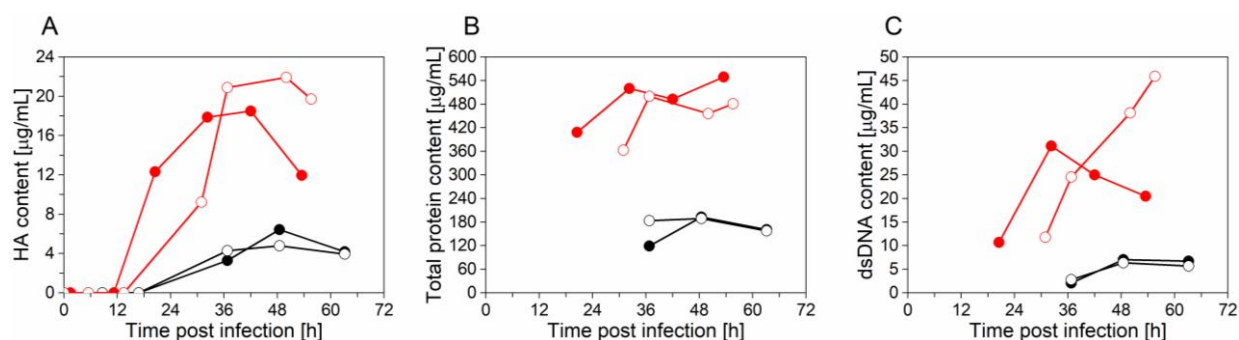 A
HA content [µg/mL]
24
20
16
12
8
4
0
0 12 24 36 48 60 72
Time post infection [h]
B
Total protein content [µg/mL]
600
540
480
420
360
300
240
180
120
60
0
0 12 24 36 48 60 72
Time post infection [h]
C
dsDNA content [µg/mL]
50
45
40
35
30
25
20
15
10
5
0
0 12 24 36 48 60 72
Time post infection [h]